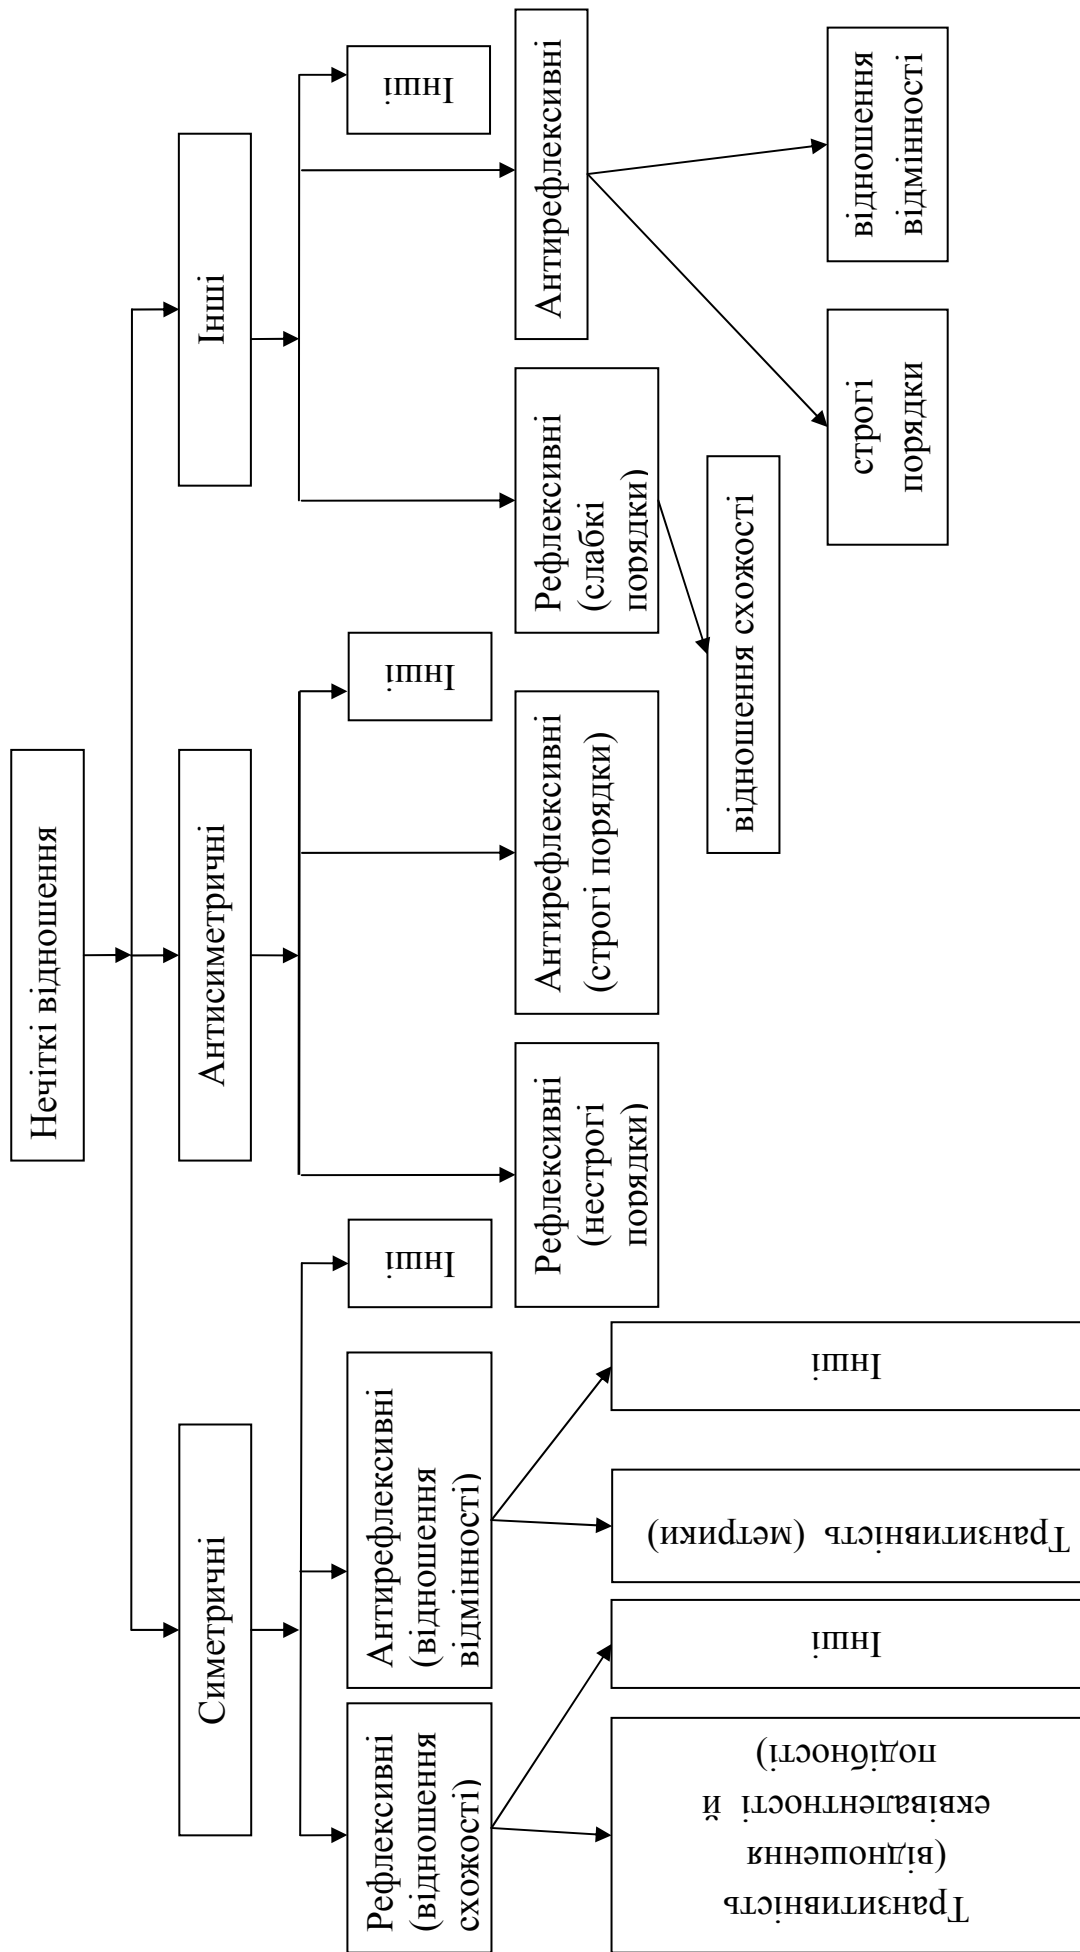 Нечіткі відношення
Симетричні
Антисиметричні
Інші
Рефлексивні
(відношення
схожості)
Антирефлексивні
(відношення
відмінності)
Інші
Інші
Інші
Рефлексивні
(нестрогі
порядки)
Антирефлексивні
(строгі порядки)
Рефлексивні
(слабкі
порядки)
Антирефлексивні
Транзитивність
(відношення
еквівалентності й
подібності)
Інші
Транзитивність (метрики)
Інші
відношення схожості
строгі
порядки
відношення
відмінності